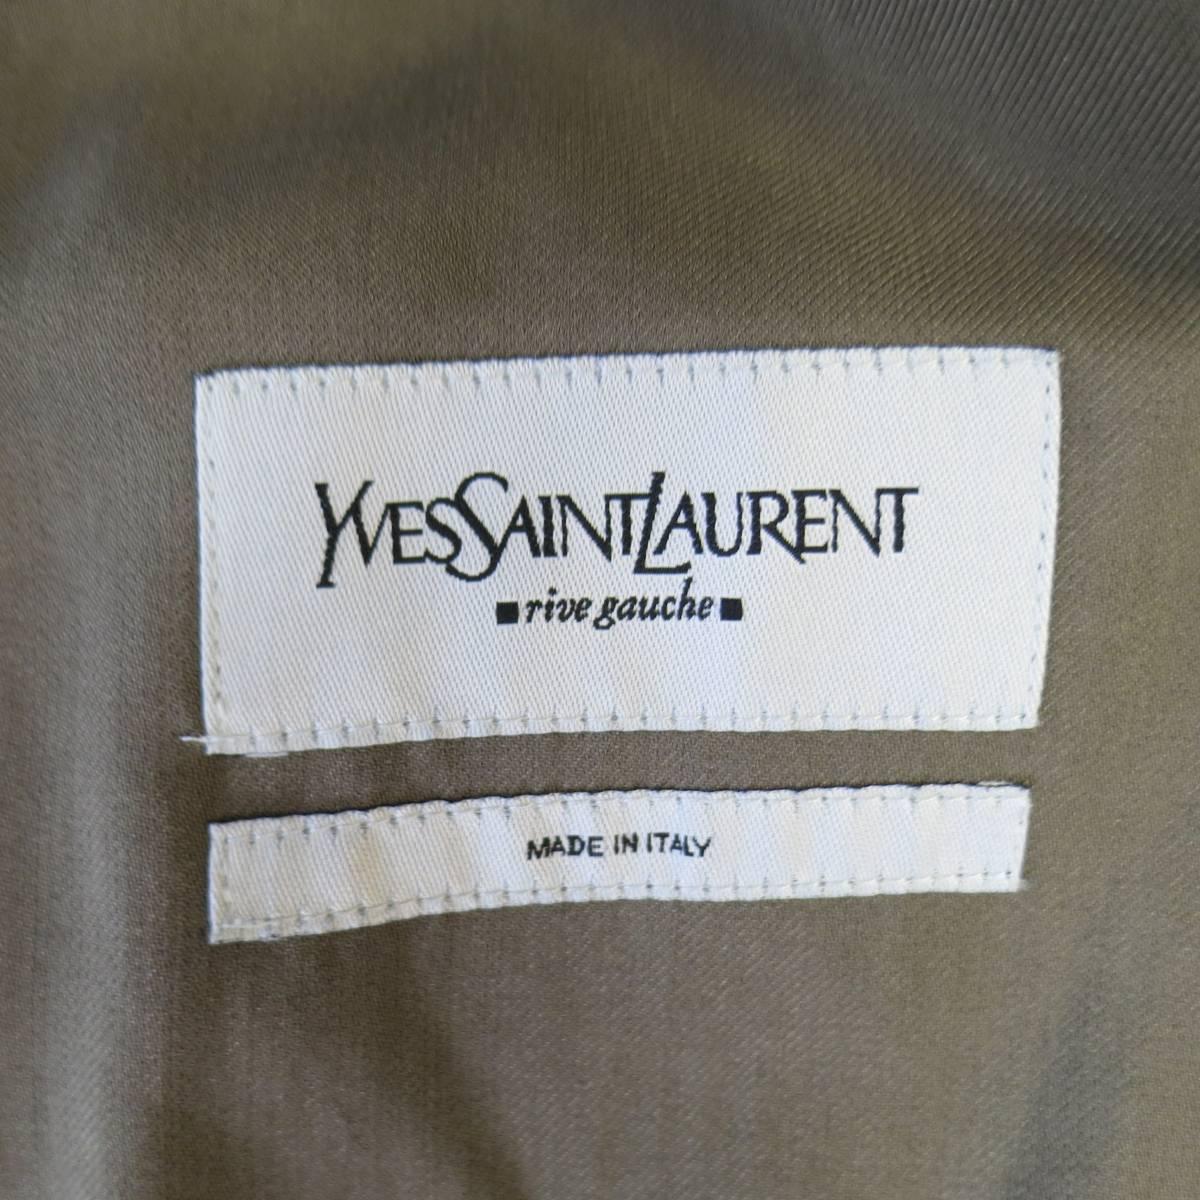 YVESSAINTLAURENT
rive gauche
MADE IN ITALY